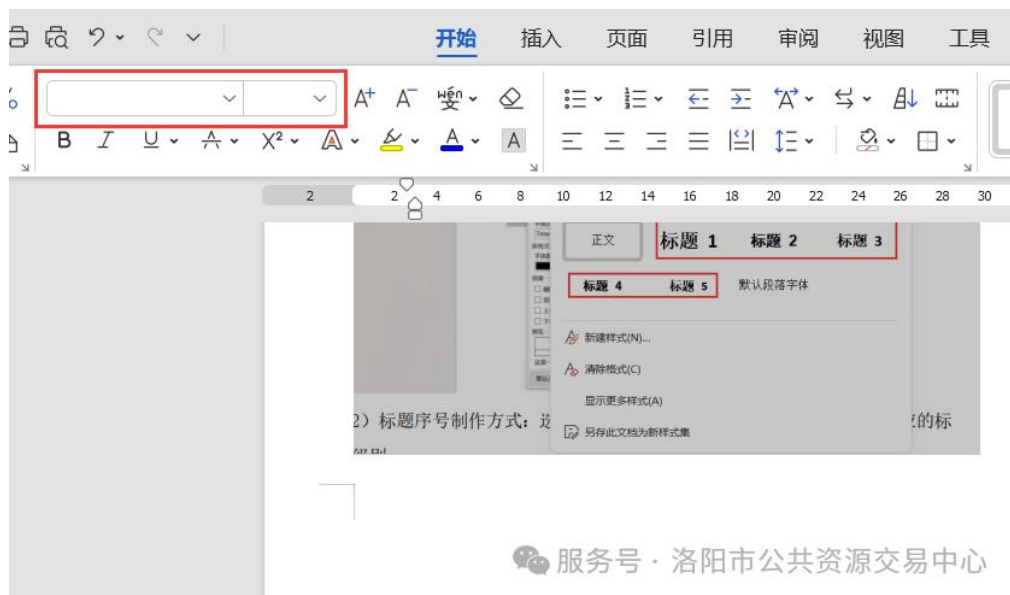 开始 插入 页面 引用 审阅 视图 工具
A+ A- wén 文 A
B I U A X² A A A
2 2 4 6 8 10 12 14 16 18 20 22 24 26 28 30
正文 标题 1 标题 2 标题 3
标题 4 标题 5 默认段落字体
新建样式(N)...
清除格式(C)
显示更多样式(A)
另存此文档为新样式集
2）标题序号制作方式：选 的标
服务号 · 洛阳市公共资源交易中心